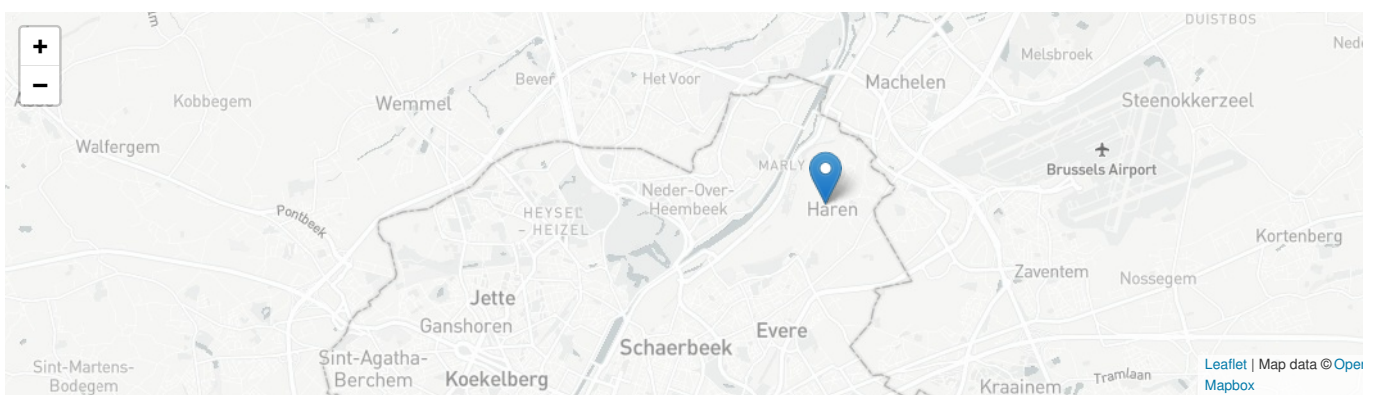 DUISTBOS
+
Melsbroek
Bever
Het Voor
Machelen
−
Kobbegem
Wemmel
Steenokkerzeel
Walfergem
MARLY
Brussels Airport
Neder-Over-
Heembeek
Pontbeek
HEYSEL
– HEIZEL
Haren
Kortenberg
Zaventem
Nossegem
Jette
Ganshoren
Evere
Schaerbeek
Sint-Agatha-
Berchem
Sint-Martens-
Bodegem
Koekelberg
Kraainem
Tramlaan
Leaflet | Map data © Oper
Mapbox